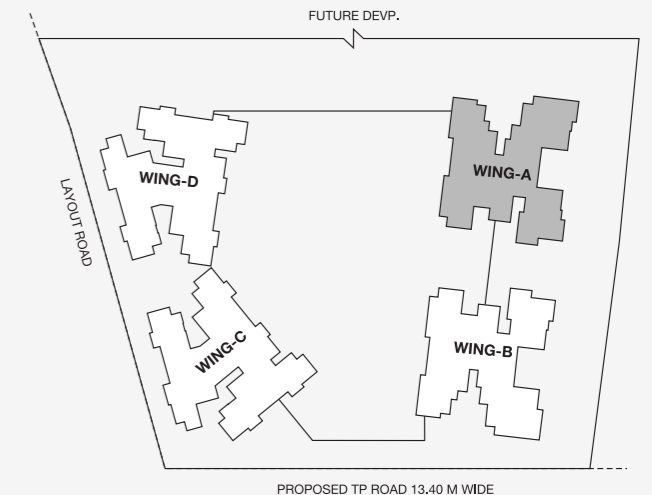 FUTURE DEVP.
WING-D
WING-A
LAYOUT ROAD
WING-C
WING-B
PROPOSED TP ROAD 13.40 M WIDE